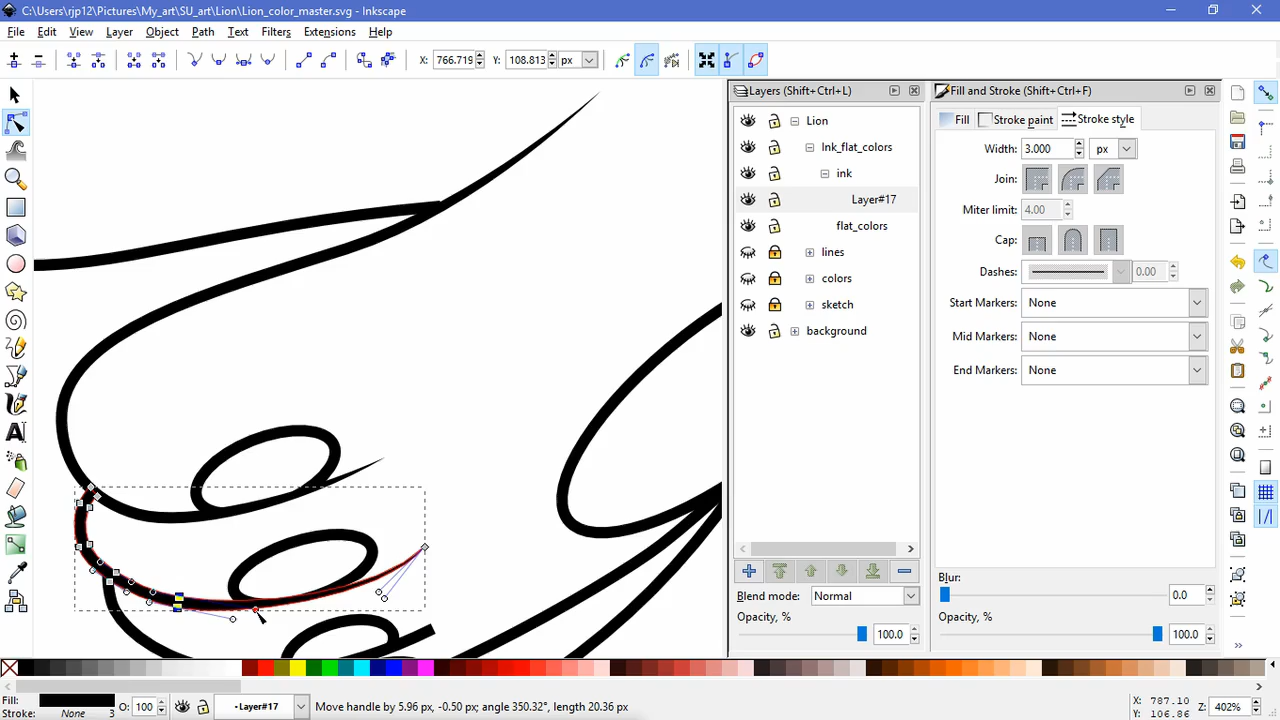 C:\Users\rjp12\Pictures\My_art\SU_art\Lion\Lion_color_master.svg - Inkscape
File Edit View Layer Object Path Text Filters Extensions Help
X: 766.719 Y: 108.813 px
Layers (Shift+Ctrl+L)
Fill and Stroke (Shift+Ctrl+F)
Lion
Ink_flat_colors
ink
Layer#17
flat_colors
lines
colors
sketch
background
Fill Stroke paint Stroke style
Width: 3.000 px
Join:
Miter limit: 4.00
Cap:
Dashes: 0.00
Start Markers: None
Mid Markers: None
End Markers: None
Blend mode: Normal
Opacity, % 100.0
Blur:
0.0
Opacity, %
100.0
Fill:
Stroke: None 3
O: 100
•Layer#17
Move handle by 5.96 px, -0.50 px; angle 350.32°, length 20.36 px
X: 787.10
Y: 106.86
Z: 402%